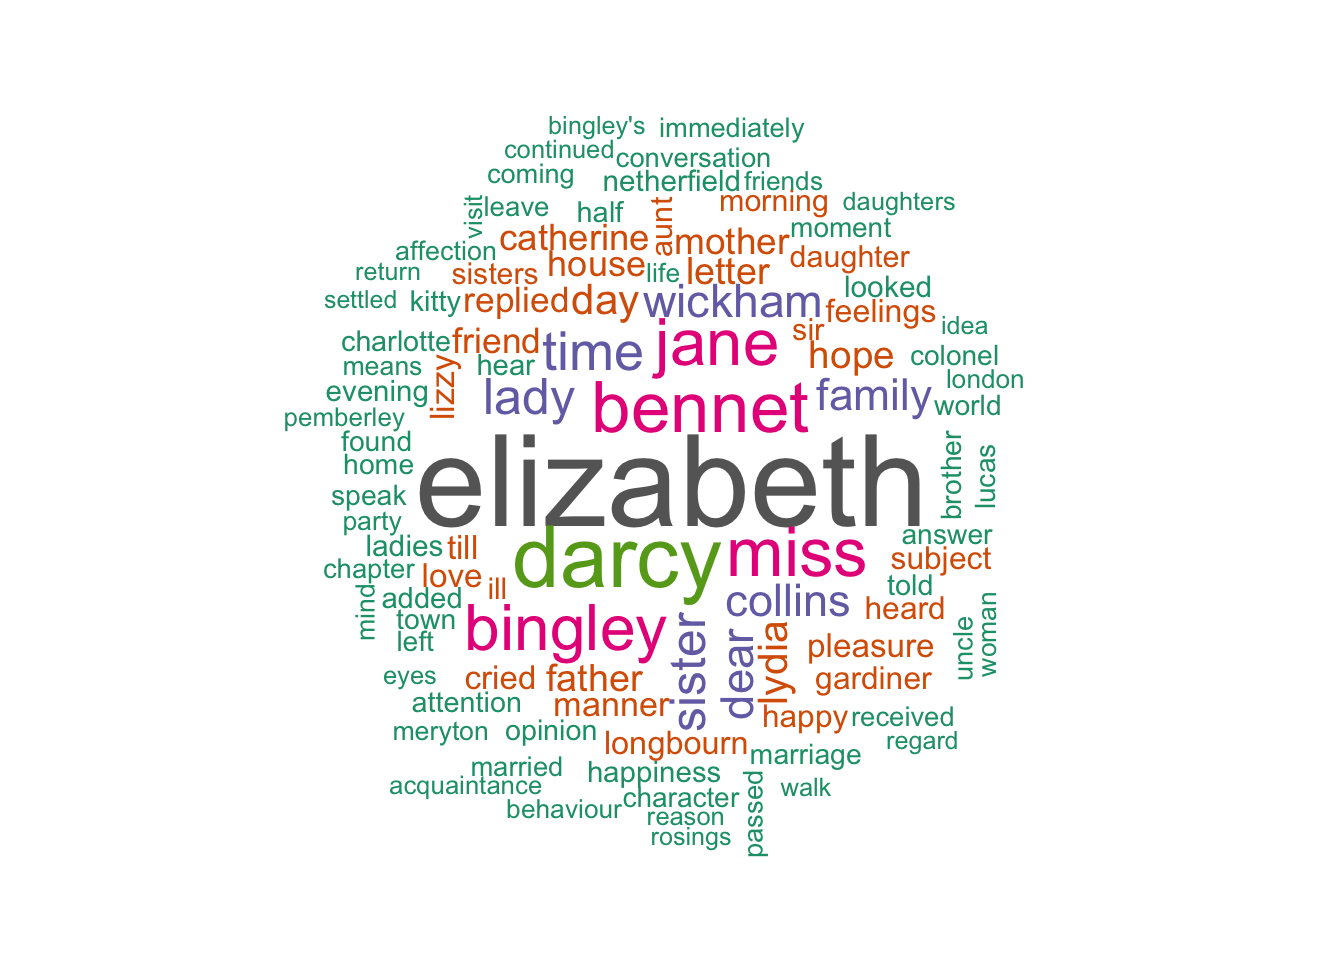 bingley's immediately
continued conversation
coming netherfield friends
visit leave half aunt morning daughters
affection catherine mother moment
return sisters house life letter daughter
settled kitty replied day wickham looked
charlotte friend time jane sir feelings idea
means lizzy hear hope colonel
evening lady bennet family london
pemberley world
found elizabeth brother lucas
home
speak
party darcy miss answer
ladies till subject
chapter love ill collins told
mind added heard
town bingley sister dear lydia pleasure uncle woman
left
eyes cried father gardiner
attention manner happy received
meryton opinion longbourn regard
married happiness marriage
acquaintance character passed walk
behaviour reason
rosings